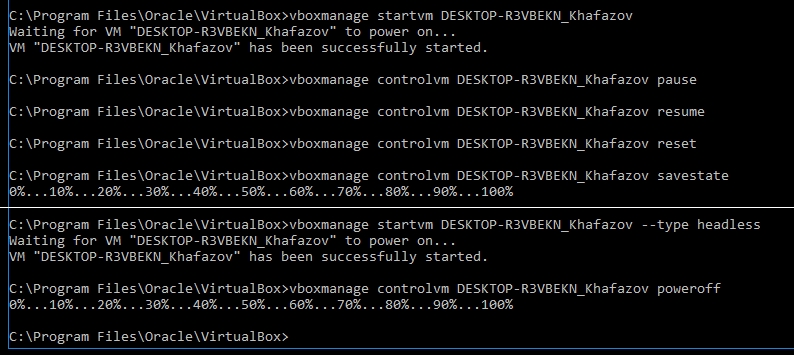 C:\Program Files\Oracle\VirtualBox>vboxmanage startvm DESKTOP-R3VBEKN_Khafazov
Waiting for VM "DESKTOP-R3VBEKN_Khafazov" to power on...
VM "DESKTOP-R3VBEKN_Khafazov" has been successfully started.
C:\Program Files\Oracle\VirtualBox>vboxmanage controlvm DESKTOP-R3VBEKN_Khafazov pause
C:\Program Files\Oracle\VirtualBox>vboxmanage controlvm DESKTOP-R3VBEKN_Khafazov resume
C:\Program Files\Oracle\VirtualBox>vboxmanage controlvm DESKTOP-R3VBEKN_Khafazov reset
C:\Program Files\Oracle\VirtualBox>vboxmanage controlvm DESKTOP-R3VBEKN_Khafazov savestate
0%...10%...20%...30%...40%...50%...60%...70%...80%...90%...100%
C:\Program Files\Oracle\VirtualBox>vboxmanage startvm DESKTOP-R3VBEKN_Khafazov --type headless
Waiting for VM "DESKTOP-R3VBEKN_Khafazov" to power on...
VM "DESKTOP-R3VBEKN_Khafazov" has been successfully started.
C:\Program Files\Oracle\VirtualBox>vboxmanage controlvm DESKTOP-R3VBEKN_Khafazov poweroff
0%...10%...20%...30%...40%...50%...60%...70%...80%...90%...100%
C:\Program Files\Oracle\VirtualBox>